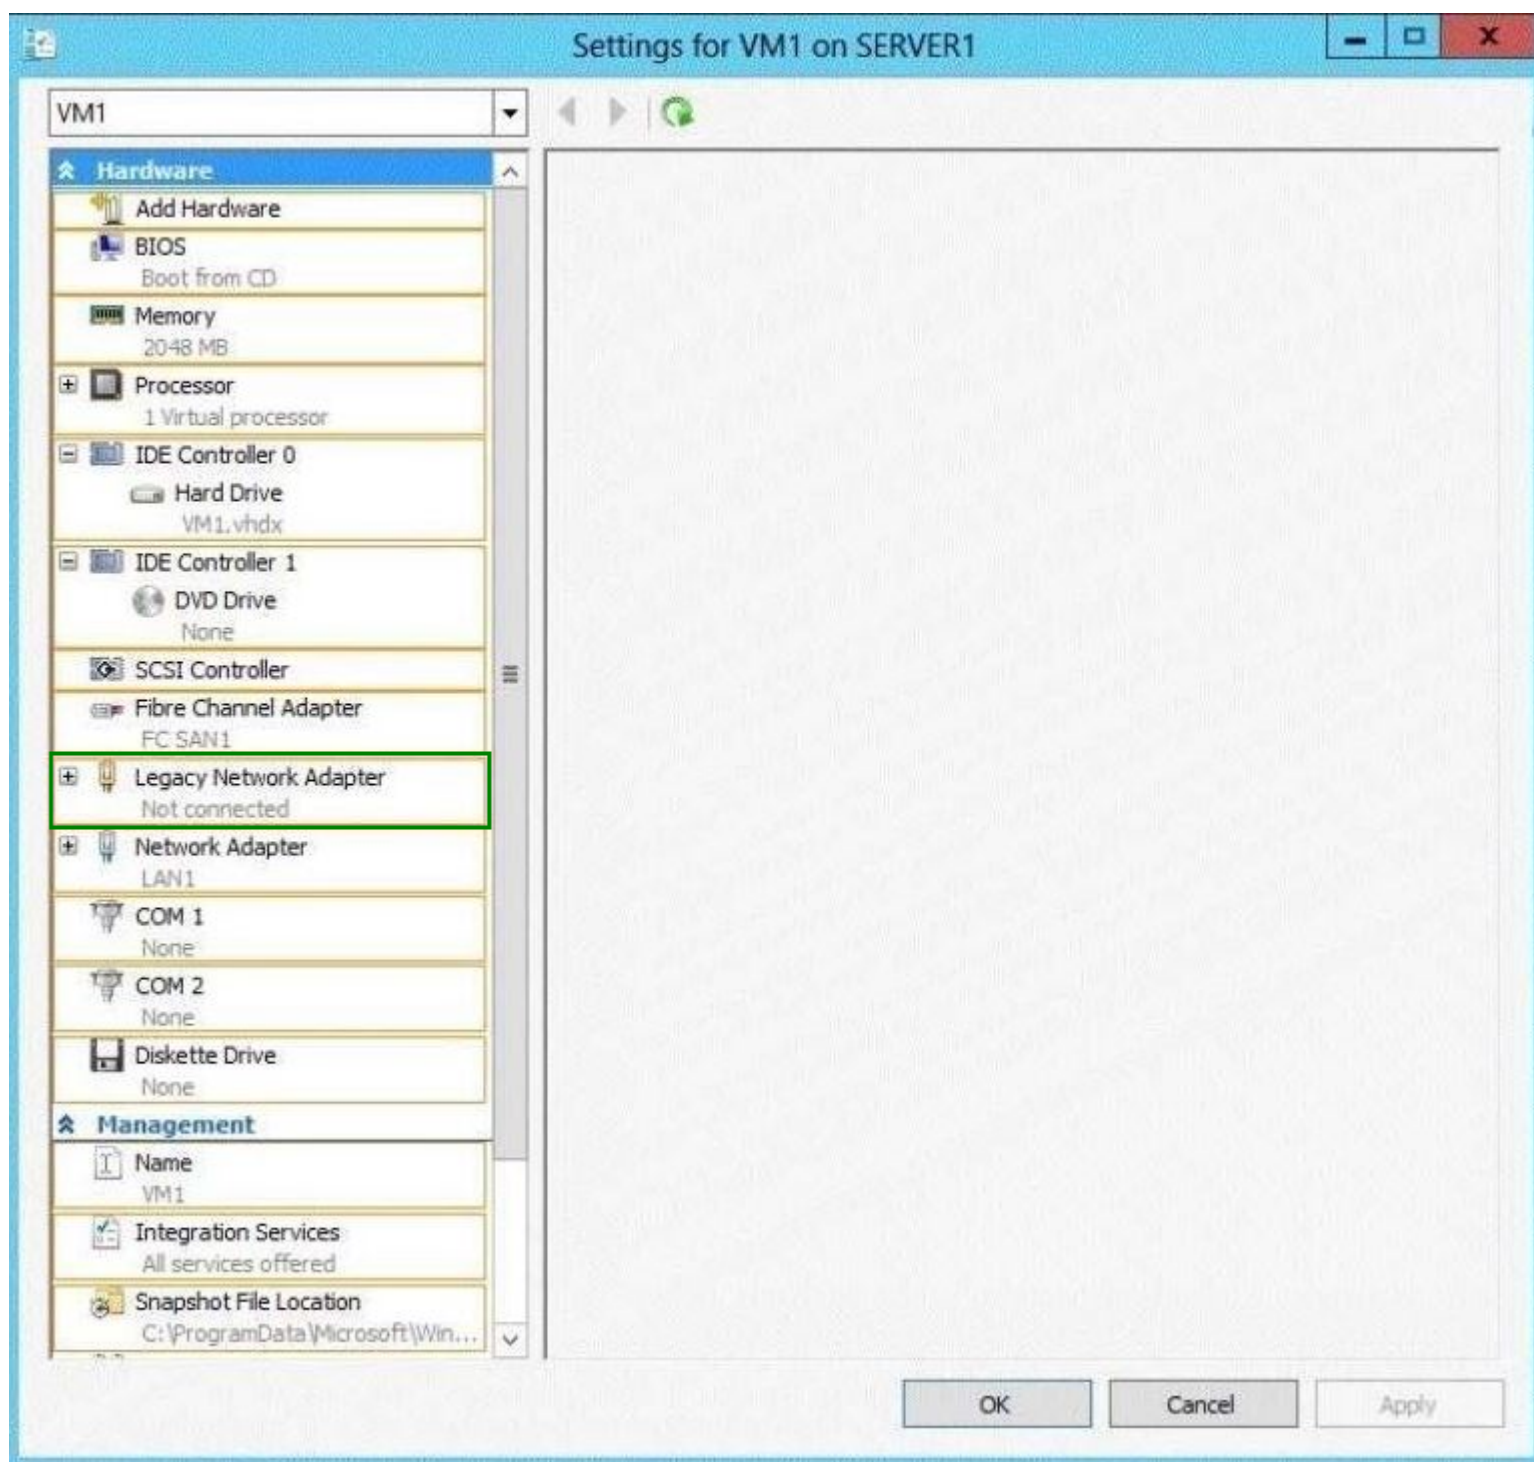 Settings for VM1 on SERVER1
VM1
Hardware
Add Hardware
BIOS
Boot from CD
Memory
2048 MB
Processor
1 Virtual processor
IDE Controller 0
Hard Drive
VM1.vhdx
IDE Controller 1
DVD Drive
None
SCSI Controller
Fibre Channel Adapter
FC SAN1
Legacy Network Adapter
Not connected
Network Adapter
LAN1
COM 1
None
COM 2
None
Diskette Drive
None
Management
Name
VM1
Integration Services
All services offered
Snapshot File Location
C:\ProgramData\Microsoft\Win...
OK Cancel Apply